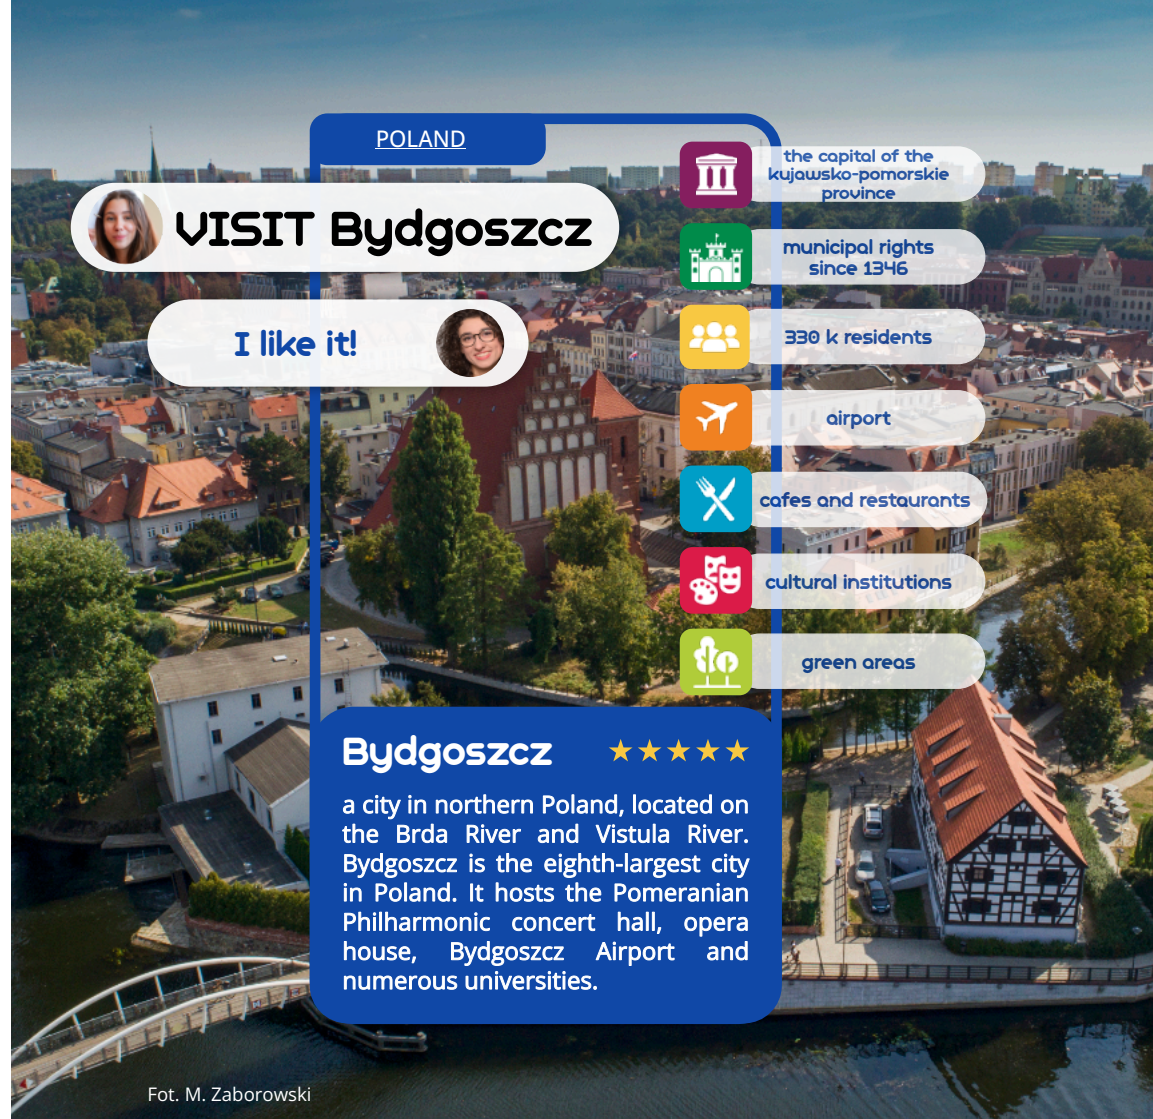 POLAND
VISIT Bydgoszcz
I like it!
the capital of the
kujawsko-pomorskie
province
municipal rights
since 1346
330 k residents
airport
cafes and restaurants
cultural institutions
green areas
Bydgoszcz
a city in northern Poland, located on
the Brda River and Vistula River.
Bydgoszcz is the eighth-largest city
in Poland. It hosts the Pomeranian
Philharmonic concert hall, opera
house, Bydgoszcz Airport and
numerous universities.
Fot. M. Zaborowski